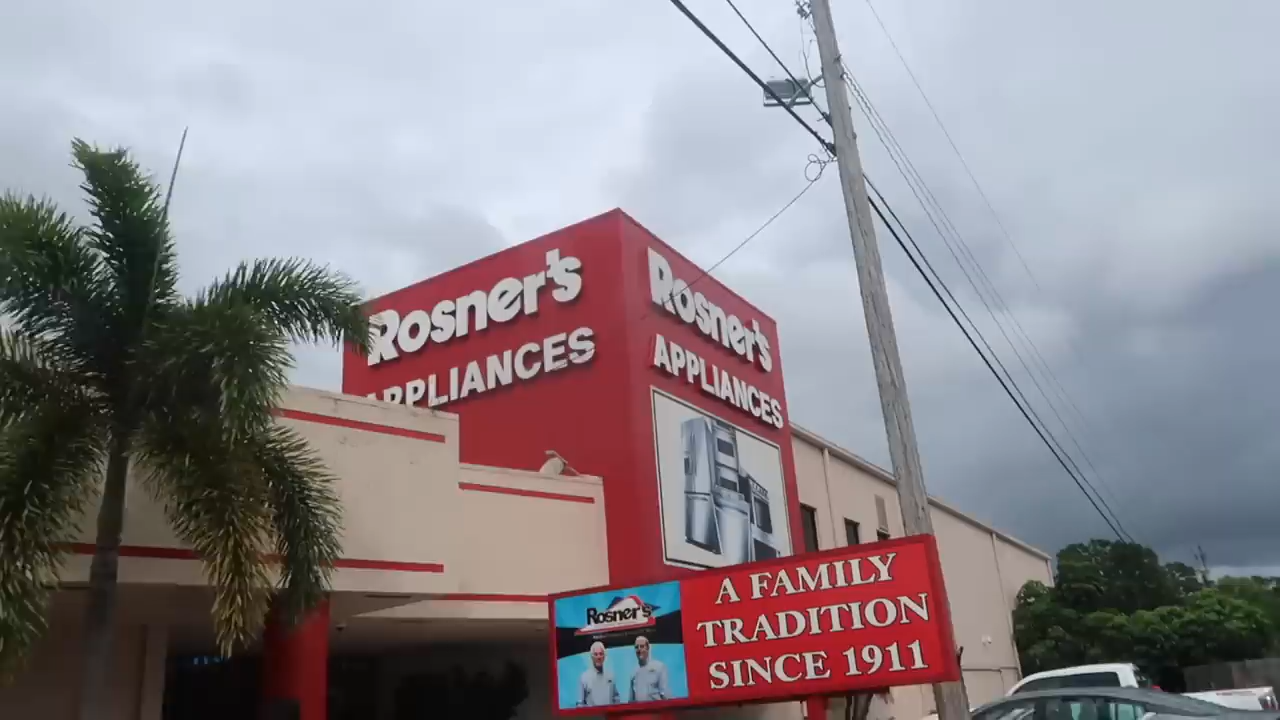 Rosner's
APPLIANCES
Rosner's
APPLIANCES
Rosner's
A FAMILY
TRADITION
SINCE 1911